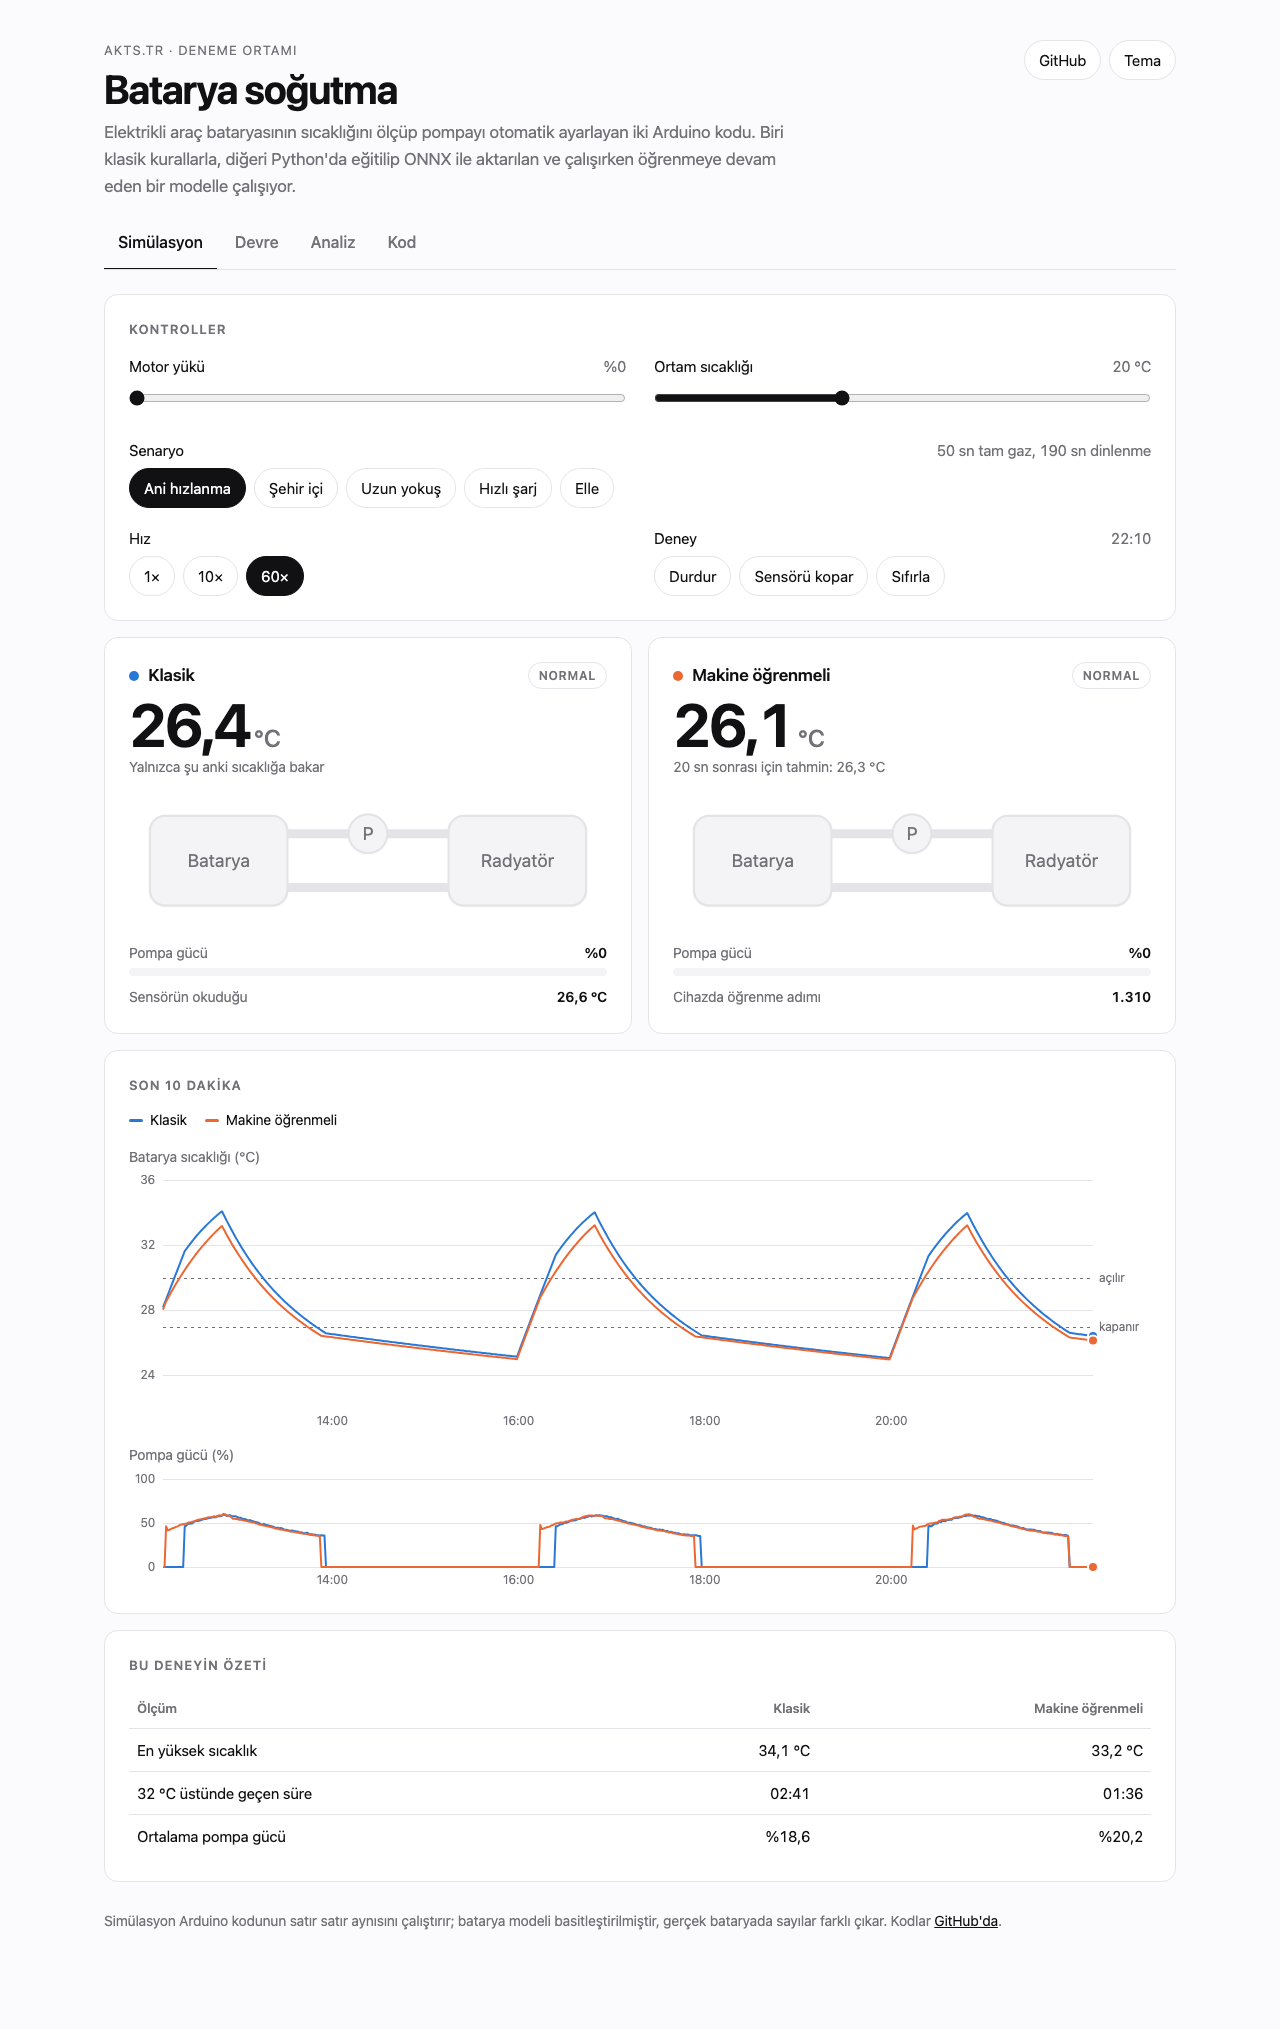 AKTS.TR · DENEME ORTAMI
GitHub
Tema
Batarya soğutma
Elektrikli araç bataryasının sıcaklığını ölçüp pompayı otomatik ayarlayan iki Arduino kodu. Biri
klasik kurallarla, diğeri Python'da eğitilip ONNX ile aktarılan ve çalışırken öğrenmeye devam
eden bir modelle çalışıyor.
Simülasyon
Devre
Analiz
Kod
KONTROLLER
Motor yükü
%0
Ortam sıcaklığı
20 °C
Senaryo
50 sn tam gaz, 190 sn dinlenme
Ani hızlanma
Şehir içi
Uzun yokuş
Hızlı şarj
Elle
Hız
Deney
22:10
1×
10×
60×
Durdur
Sensörü kopar
Sıfırla
Klasik
NORMAL
26,4 °C
Yalnızca şu anki sıcaklığa bakar
Batarya
P
Radyatör
Pompa gücü
%0
Sensörün okuduğu
26,6 °C
Makine öğrenmeli
NORMAL
26,1 °C
20 sn sonrası için tahmin: 26,3 °C
Batarya
P
Radyatör
Pompa gücü
%0
Cihazda öğrenme adımı
1.310
SON 10 DAKİKA
Klasik
Makine öğrenmeli
Batarya sıcaklığı (°C)
36
32
açılır
28
kapanır
24
14:00
16:00
18:00
20:00
Pompa gücü (%)
100
50
0
14:00
16:00
18:00
20:00
BU DENEYİN ÖZETİ
Ölçüm
Klasik
Makine öğrenmeli
En yüksek sıcaklık
34,1 °C
33,2 °C
32 °C üstünde geçen süre
02:41
01:36
Ortalama pompa gücü
%18,6
%20,2
Simülasyon Arduino kodunun satır satır aynısını çalıştırır; batarya modeli basitleştirilmiştir, gerçek bataryada sayılar farklı çıkar. Kodlar GitHub'da.